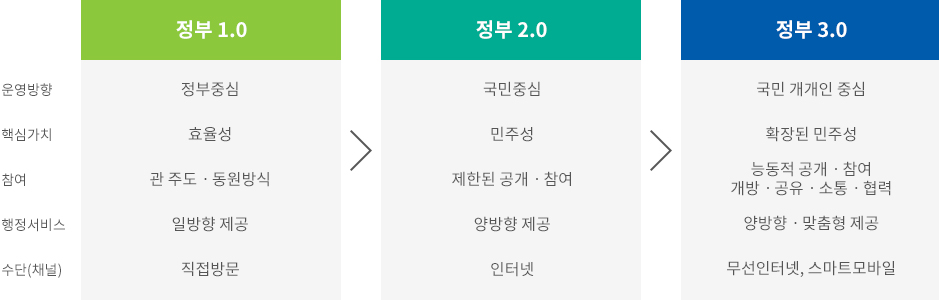 정부 1.0 정부 2.0 정부 3.0
운영방향 정부중심 국민중심 국민 개개인 중심
핵심가치 효율성 민주성 확장된 민주성
참여 관 주도 · 동원방식 제한된 공개 · 참여 능동적 공개 · 참여
개방 · 공유 · 소통 · 협력
행정서비스 일방향 제공 양방향 제공 양방향 · 맞춤형 제공
수단(채널) 직접방문 인터넷 무선인터넷, 스마트모바일